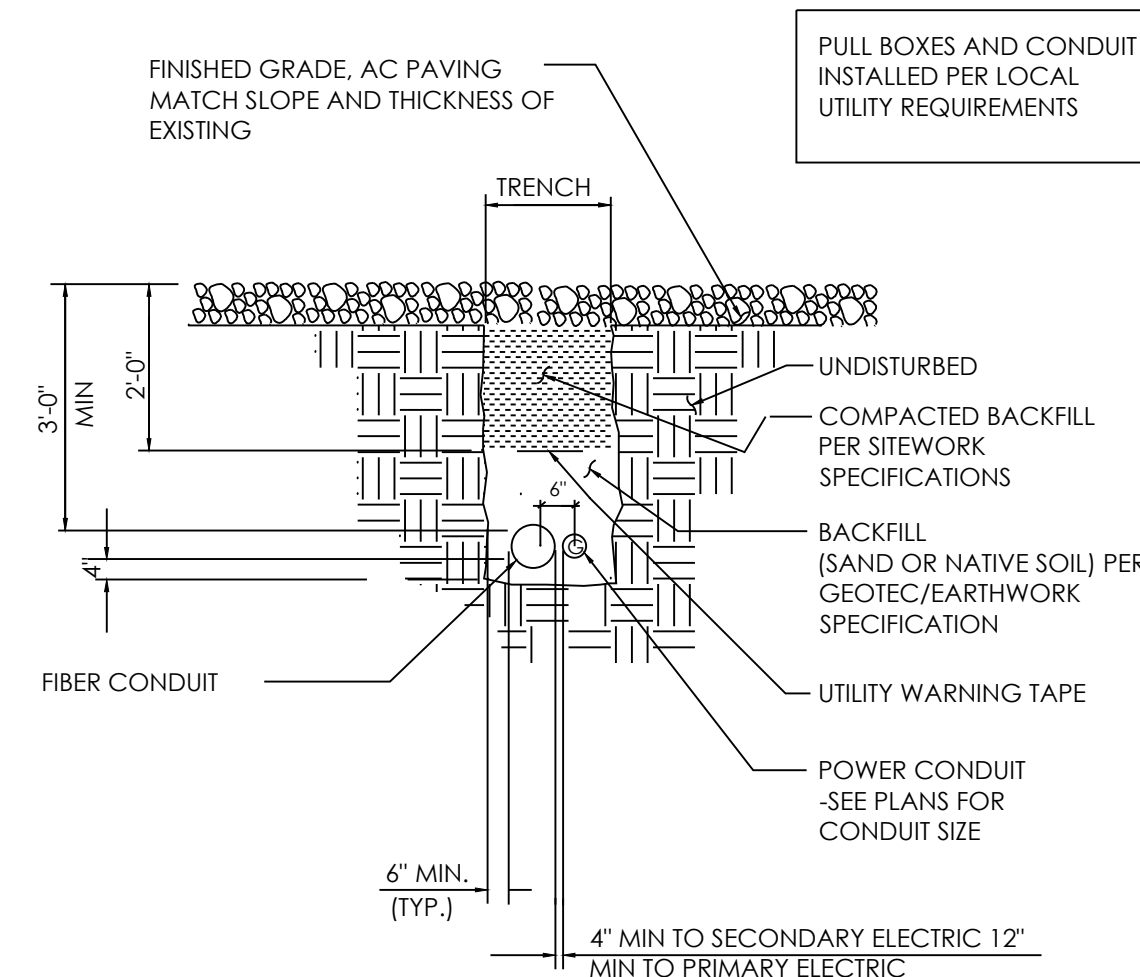 PULL BOXES AND CONDUIT
INSTALLED PER LOCAL
UTILITY REQUIREMENTS
FINISHED GRADE, AC PAVING
MATCH SLOPE AND THICKNESS OF
EXISTING
TRENCH
3'-0"
MIN
2'-0"
UNDISTURBED
COMPACTED BACKFILL
PER SITEWORK
SPECIFICATIONS
6"
BACKFILL
(SAND OR NATIVE SOIL) PER
GEOTEC/EARTHWORK
SPECIFICATION
G
4"
FIBER CONDUIT
UTILITY WARNING TAPE
POWER CONDUIT
-SEE PLANS FOR
CONDUIT SIZE
6" MIN.
(TYP.)
4" MIN TO SECONDARY ELECTRIC 12"
MIN TO PRIMARY ELECTRIC